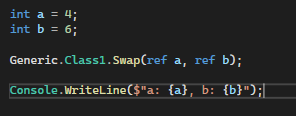 int a = 4;
int b = 6;
Generic.Class1.Swap(ref a, ref b);
Console.WriteLine($"a: {a}, b: {b}");